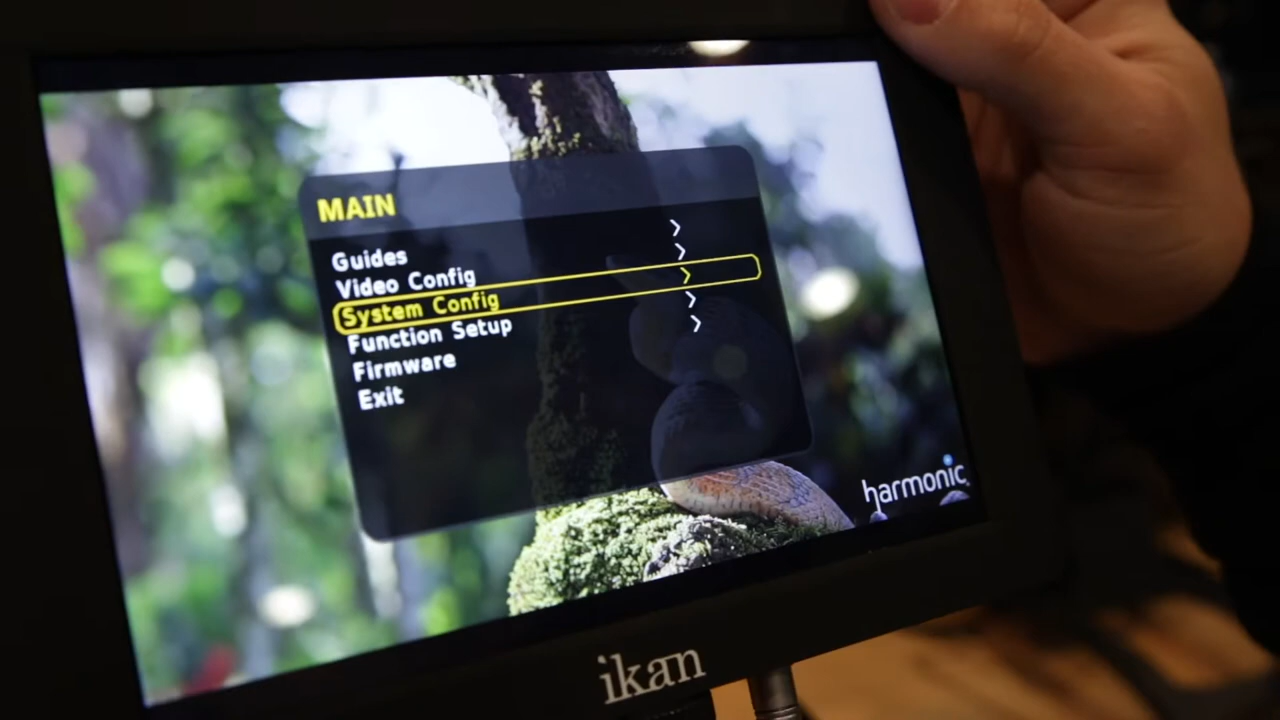 MAIN
Guides
Video Config
System Config
Function Setup
Firmware
Exit
harmonic
ikan